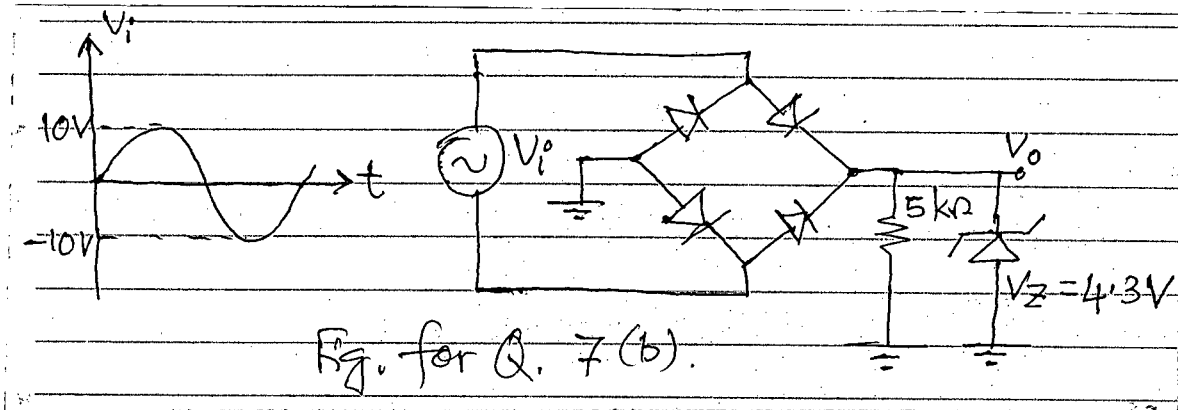 Vi
10V
t
-10V
Vi
Vo
5kΩ
VZ = 4.3V
Fig. for Q. 7 (b).